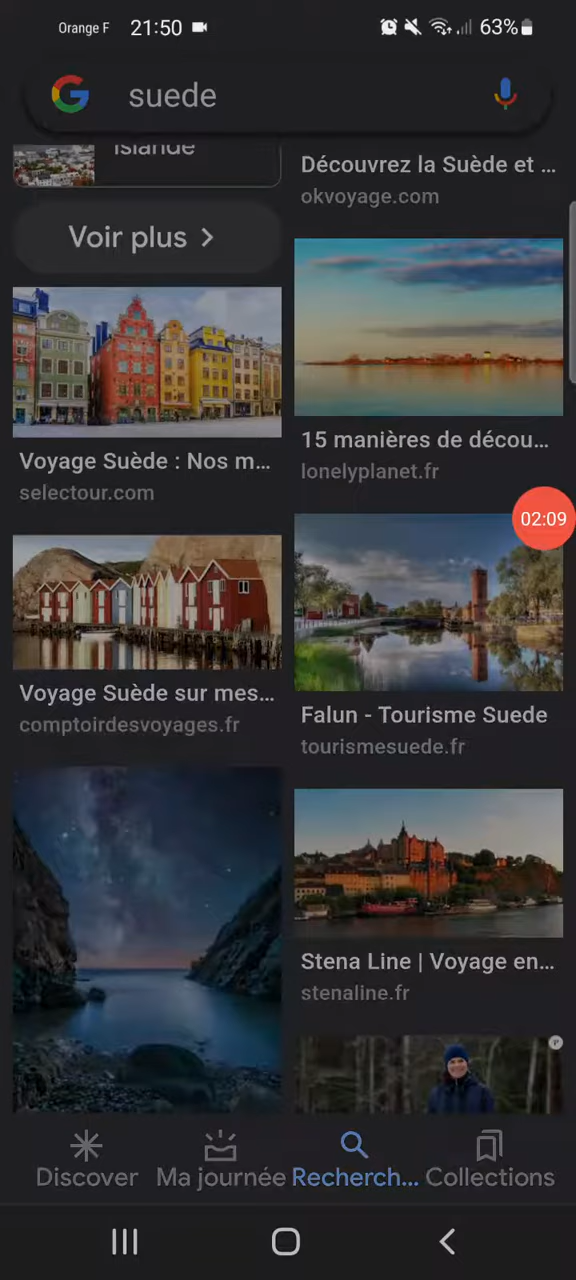 Orange F 21:50 63%
suede
Islande
Découvrez la Suède et ...
okvoyage.com
Voir plus >
15 manières de décou...
lonelyplanet.fr
Voyage Suède : Nos m...
selectour.com
02:09
Voyage Suède sur mes...
comptoirdesvoyages.fr
Falun - Tourisme Suede
tourismesuede.fr
Stena Line | Voyage en...
stenaline.fr
Discover Ma journée Recherch... Collections